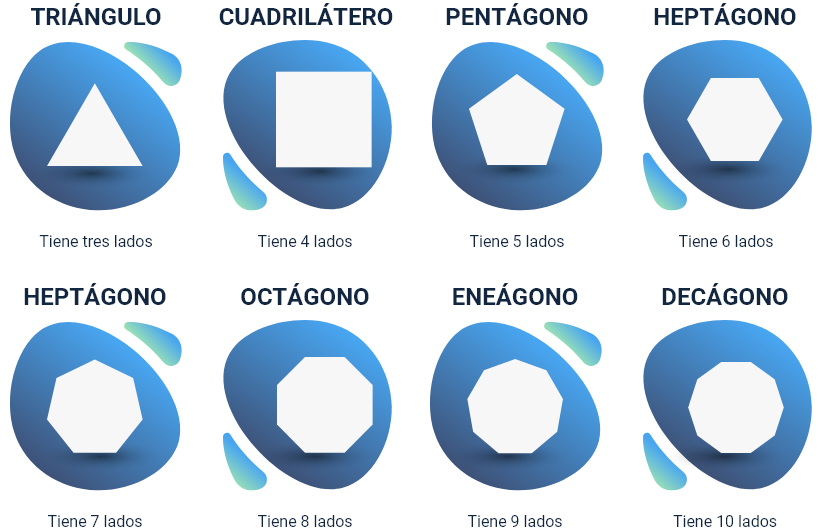 TRIÁNGULO
CUADRILÁTERO
PENTÁGONO
HEPTÁGONO
Tiene tres lados
Tiene 4 lados
Tiene 5 lados
Tiene 6 lados
HEPTÁGONO
OCTÁGONO
ENEÁGONO
DECÁGONO
Tiene 7 lados
Tiene 8 lados
Tiene 9 lados
Tiene 10 lados